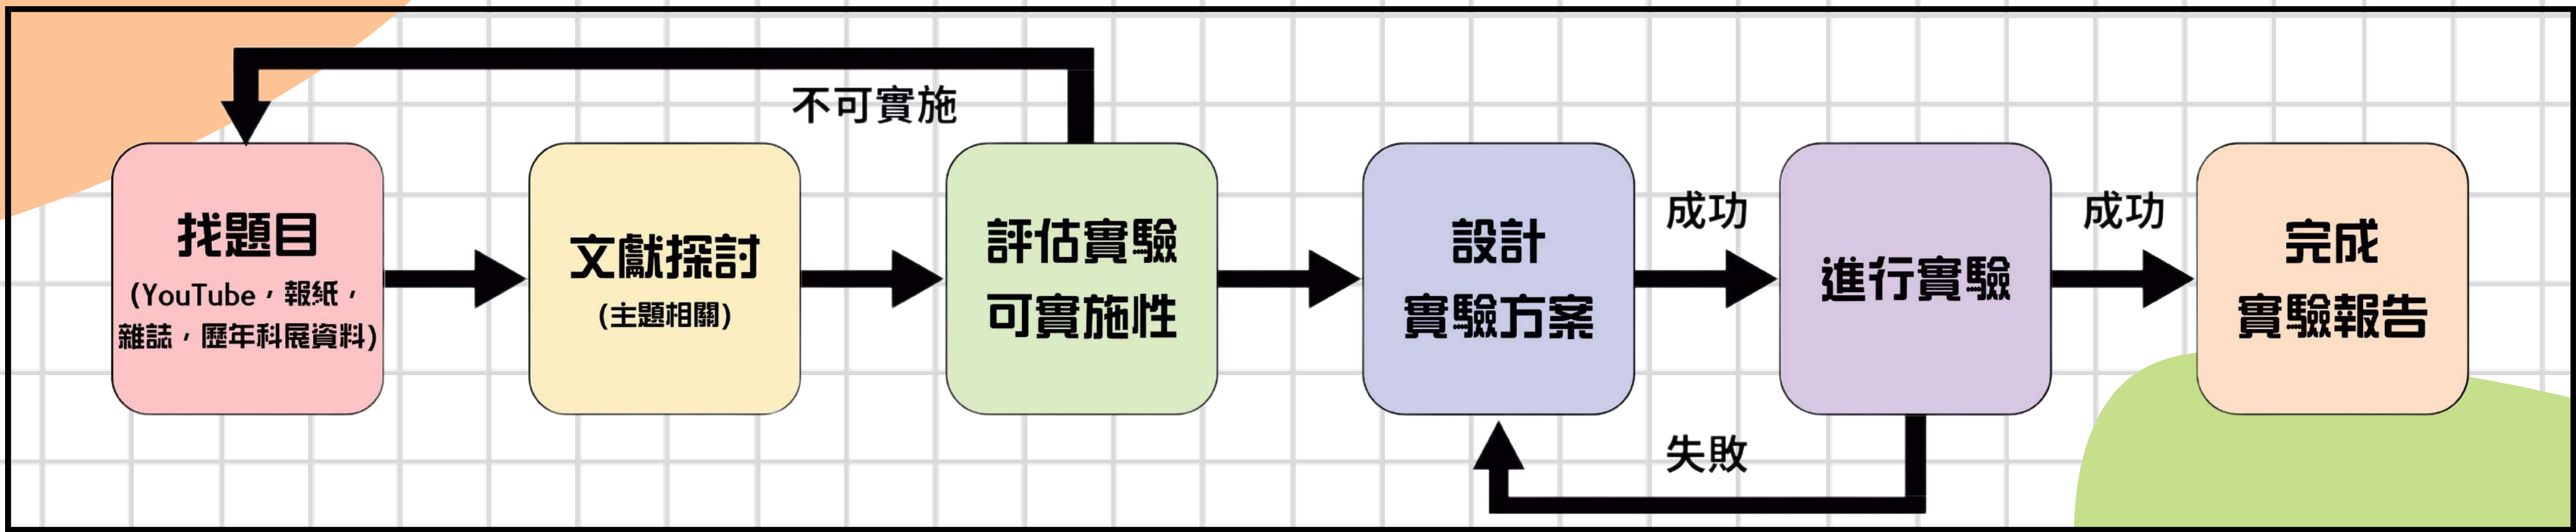 不可實施
找題目
(YouTube，報紙，
雜誌，歷年科展資料)
文獻探討
(主題相關)
評估實驗
可實施性
設計
實驗方案
成功
進行實驗
成功
完成
實驗報告
失敗